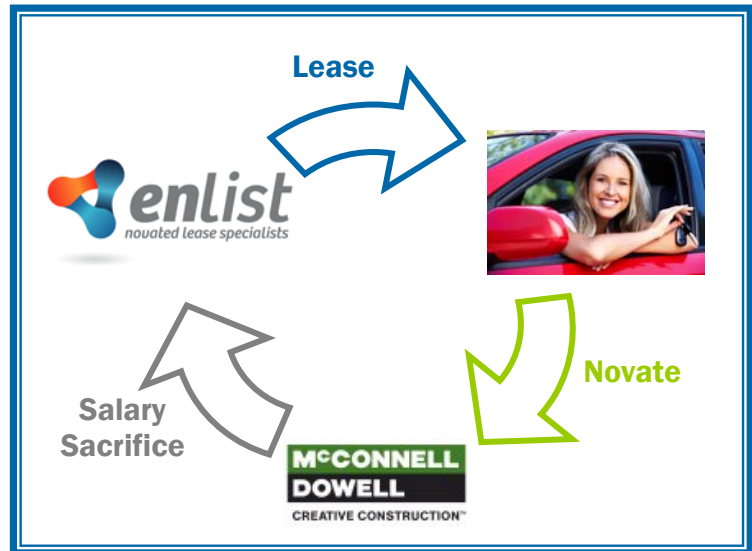 Lease
enlist
novated lease specialists
Novate
Salary
Sacrifice
McCONNELL
DOWELL
CREATIVE CONSTRUCTION™